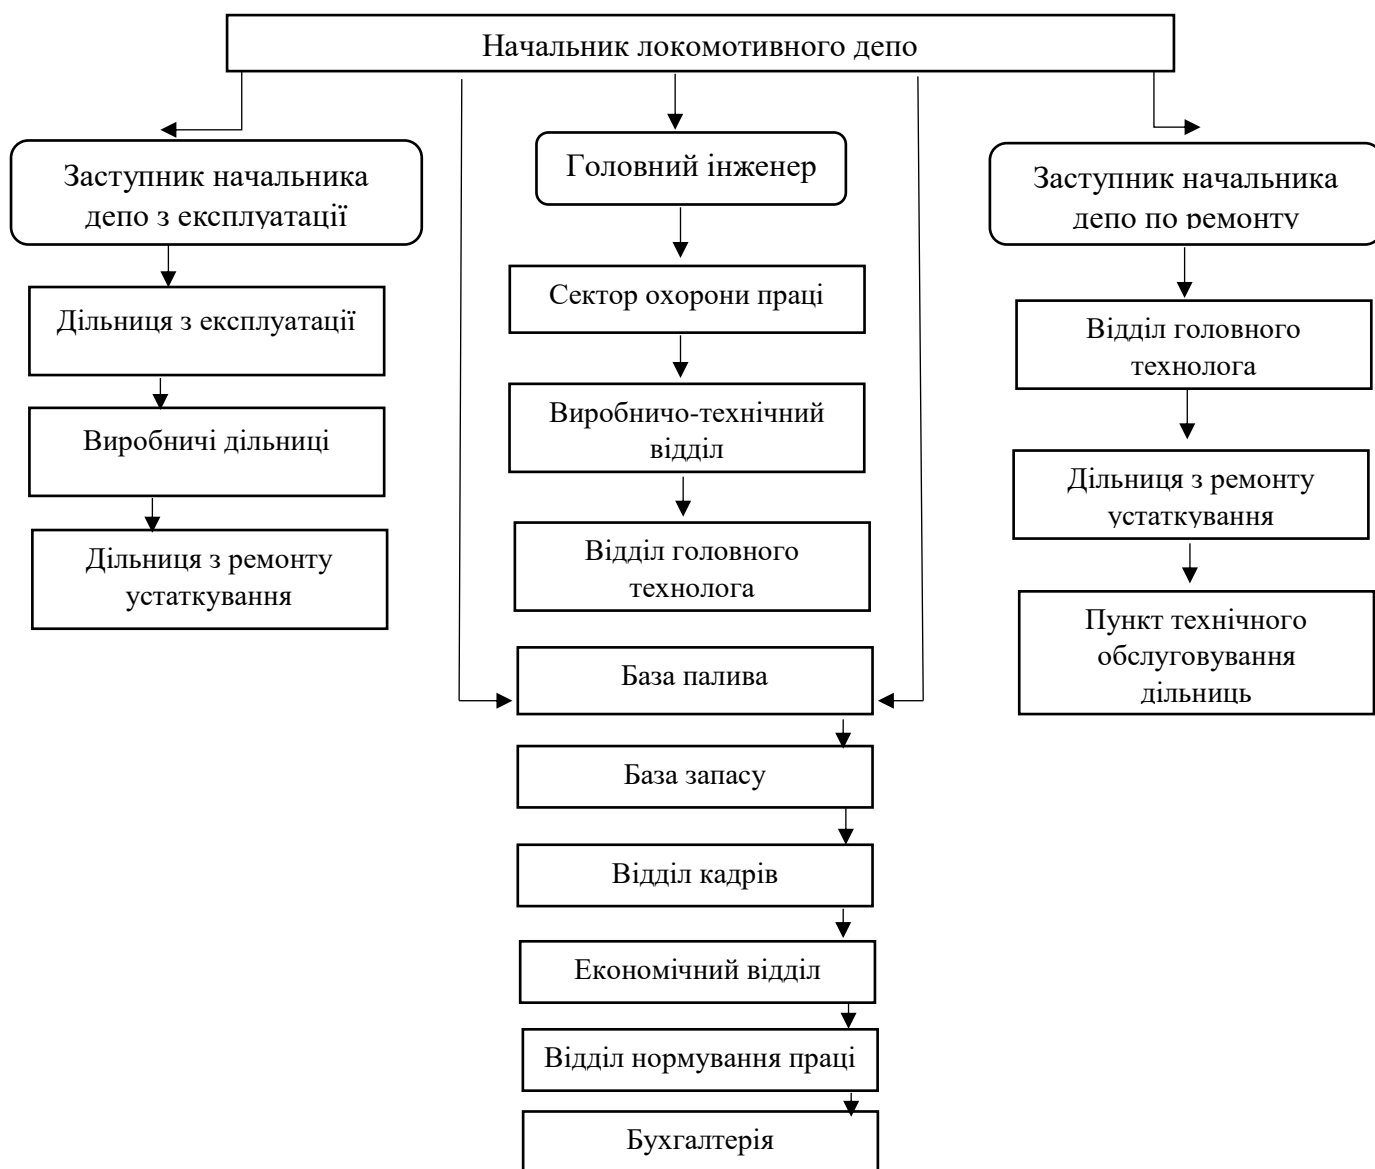 Начальник локомотивного депо
Заступник начальника
депо з експлуатації
Головний інженер
Заступник начальника
депо по ремонту
Дільниця з експлуатації
Виробничі дільниці
Дільниця з ремонту
устаткування
Сектор охорони праці
Виробничо-технічний
відділ
Відділ головного
технолога
Відділ головного
технолога
Дільниця з ремонту
устаткування
Пункт технічного
обслуговування
дільниць
База палива
База запасу
Відділ кадрів
Економічний відділ
Відділ нормування праці
Бухгалтерія